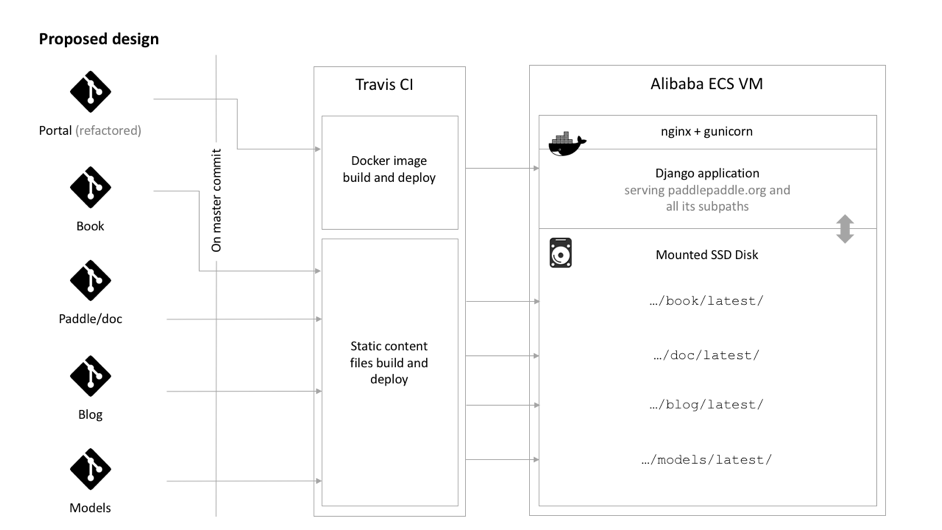 Proposed design
Portal (refactored)
Book
Paddle/doc
Blog
Models
On master commit
Travis CI
Docker image
build and deploy
Static content
files build and
deploy
Alibaba ECS VM
nginx + gunicorn
Django application
serving paddlepaddle.org and
all its subpaths
Mounted SSD Disk
…/book/latest/
…/doc/latest/
…/blog/latest/
…/models/latest/